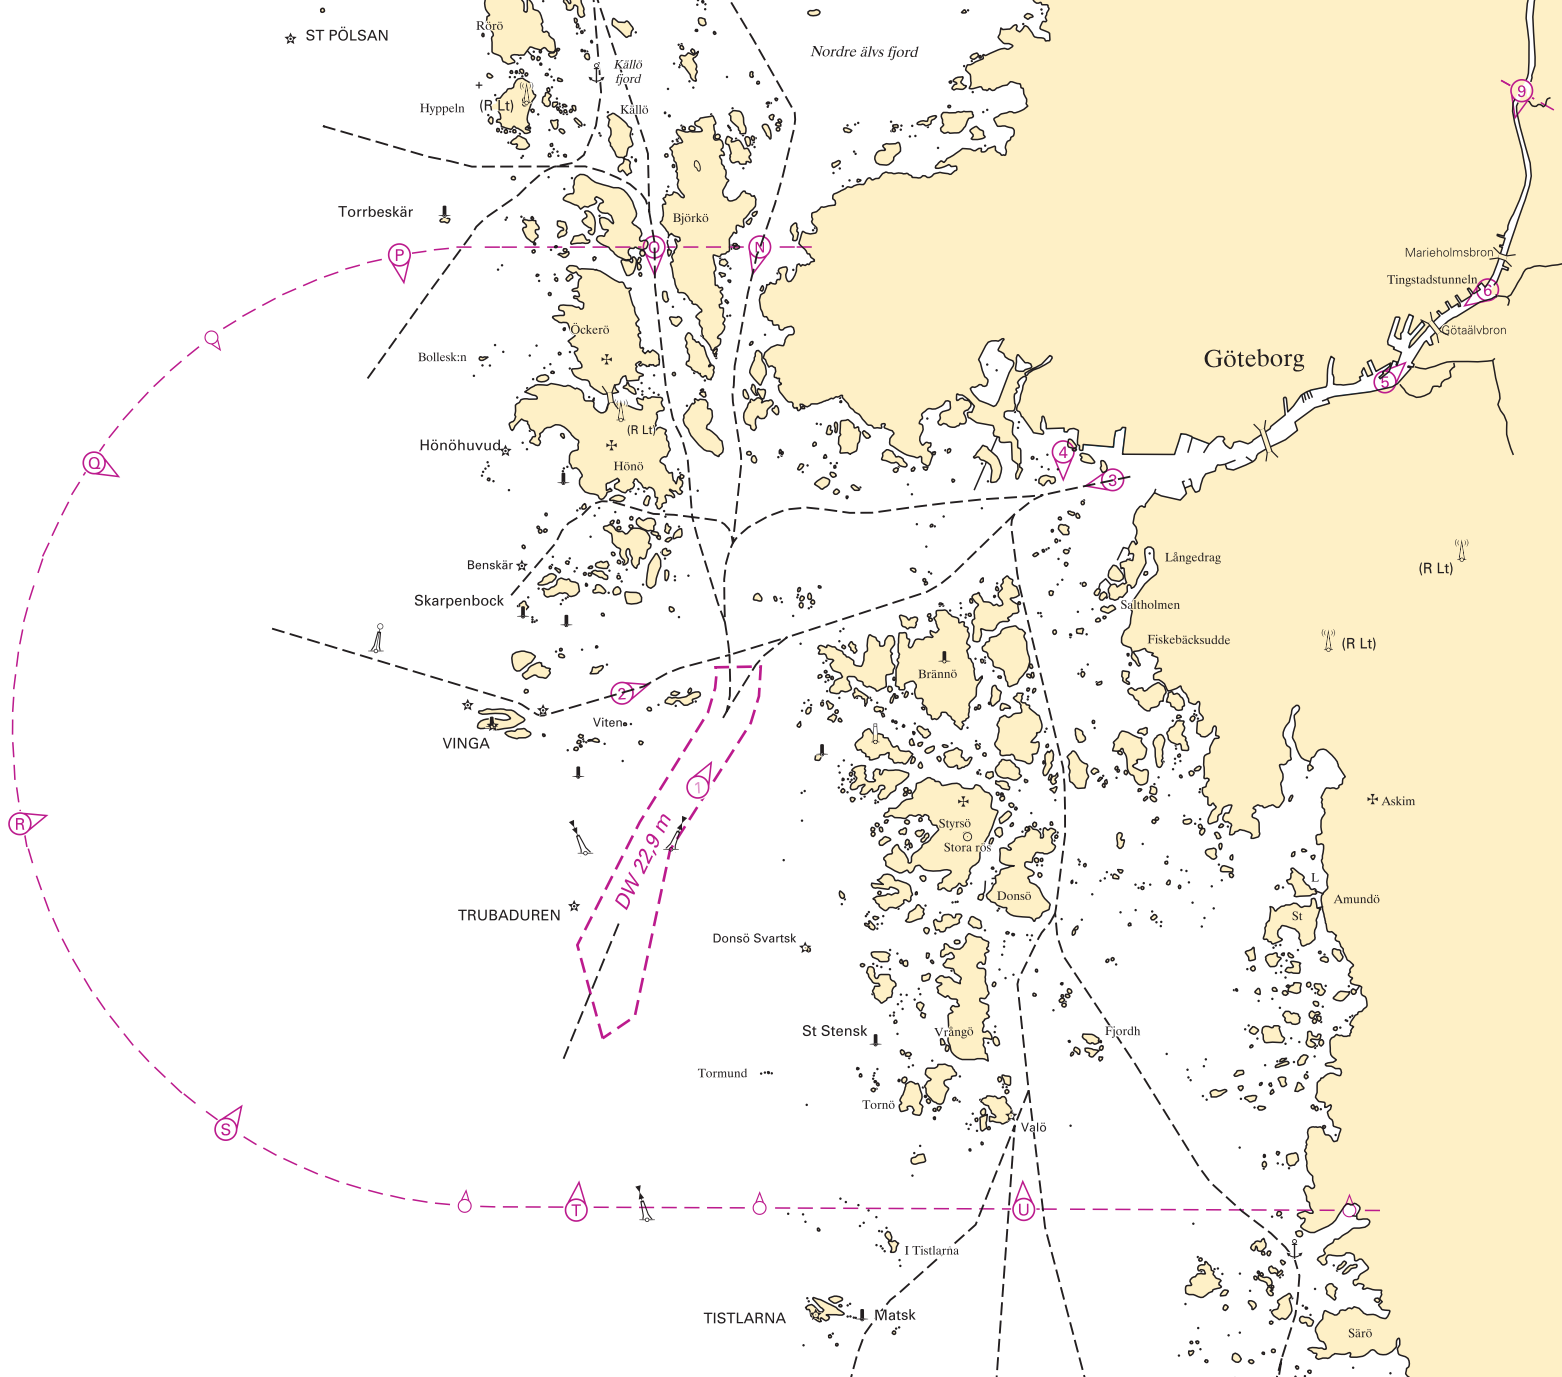 Rörö
ST PÖLSAN
Nordre älvs fjord
Källö
fjord
9
Hyppeln
(R Lt)
Källö
Torrbeskär
Björkö
P
O
N
Marieholmsbron
Tingstadstunneln
6
Öckerö
Götaälvbron
Bollesk:n
Göteborg
5
(R Lt)
Hönöhuvud
Hönö
Q
4
3
Benskär
Långedrag
(R Lt)
Skarpenbock
Saltholmen
Fiskebäcksudde
(R Lt)
Brännö
2
Viten
VINGA
1
Askim
R
Styrsö
Stora rös
DW 22,9 m
L
Donsö
Amundö
TRUBADUREN
St
Donsö Svartsk
St Stensk
Vrångö
Fjordh
Tormund
Tornö
Valö
S
T
U
I Tistlarna
TISTLARNA
Matsk
Särö